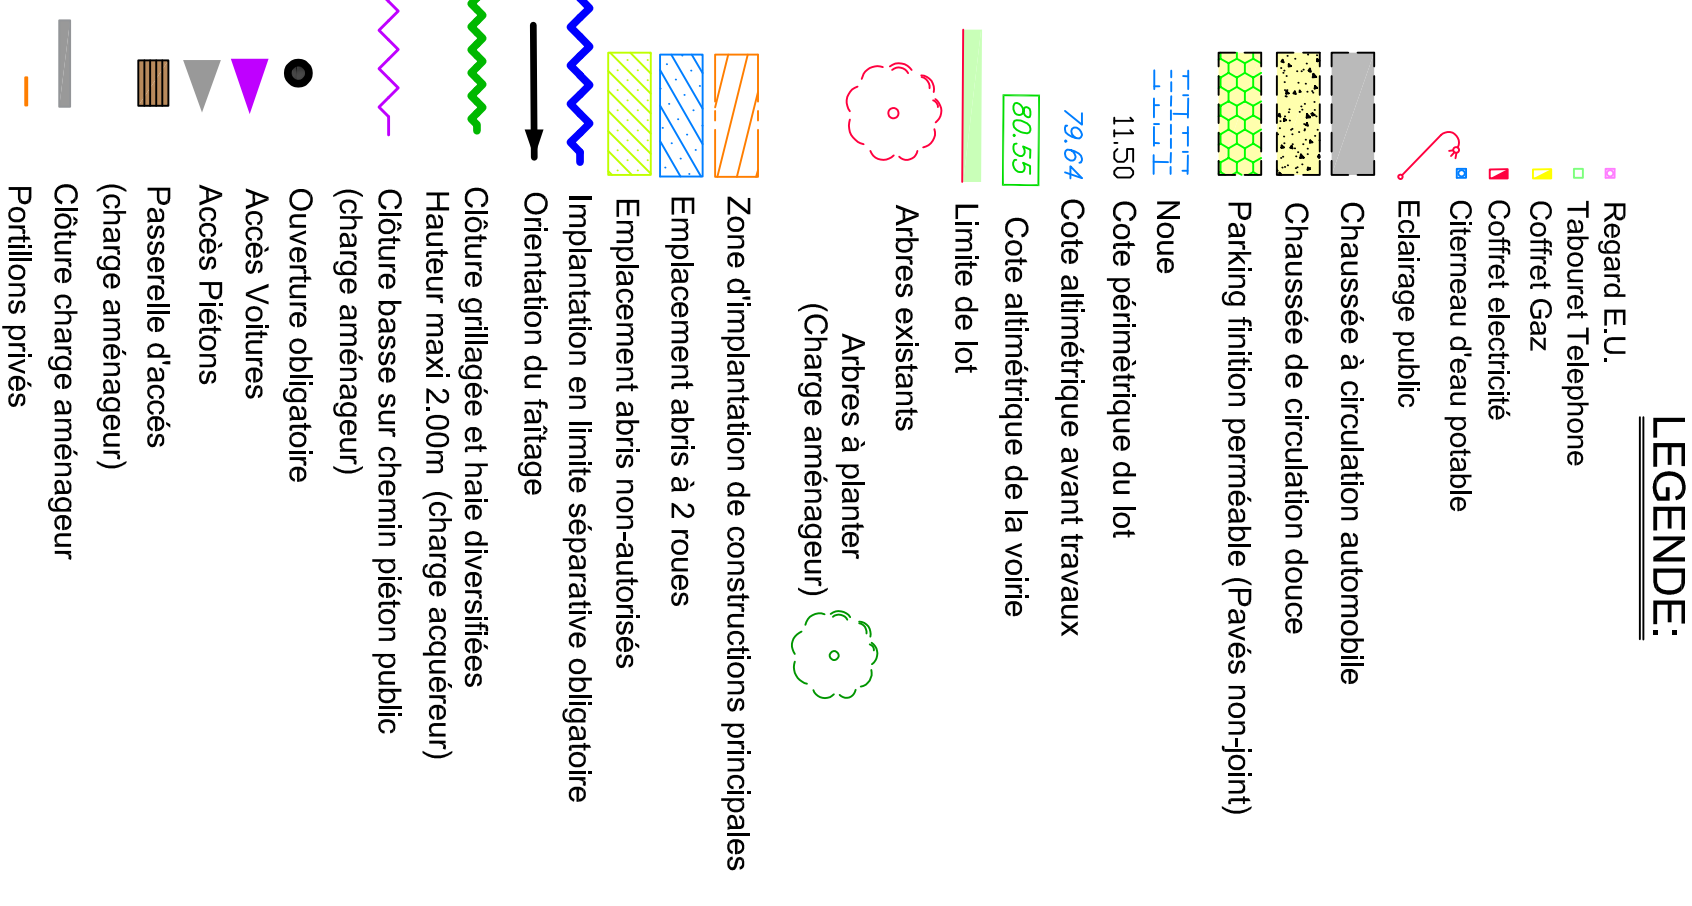 LEGENDE:
Regard E.U.
Tabouret Telephone
Coffret Gaz
Coffret electricité
Citerneau d'eau potable
Eclairage public
Chaussée à circulation automobile
Chaussée de circulation douce
Parking finition perméable (Pavés non-joint)
Noue
11.50 Cote périmètrique du lot
79.64 Cote altimétrique avant travaux
80.55 Cote altimétrique de la voirie
Limite de lot
Arbres existants
Arbres à planter
(Charge aménageur)
Zone d'implantation de constructions principales
Emplacement abris à 2 roues
Emplacement abris non-autorisés
Implantation en limite séparative obligatoire
Orientation du faîtage
Clôture grillagée et haie diversifiées
Hauteur maxi 2.00m (charge acquéreur)
Clôture basse sur chemin piéton public
(charge aménageur)
Ouverture obligatoire
Accès Voitures
Accès Piétons
Passerelle d'accés
(charge aménageur)
Clôture charge aménageur
Portillons privés